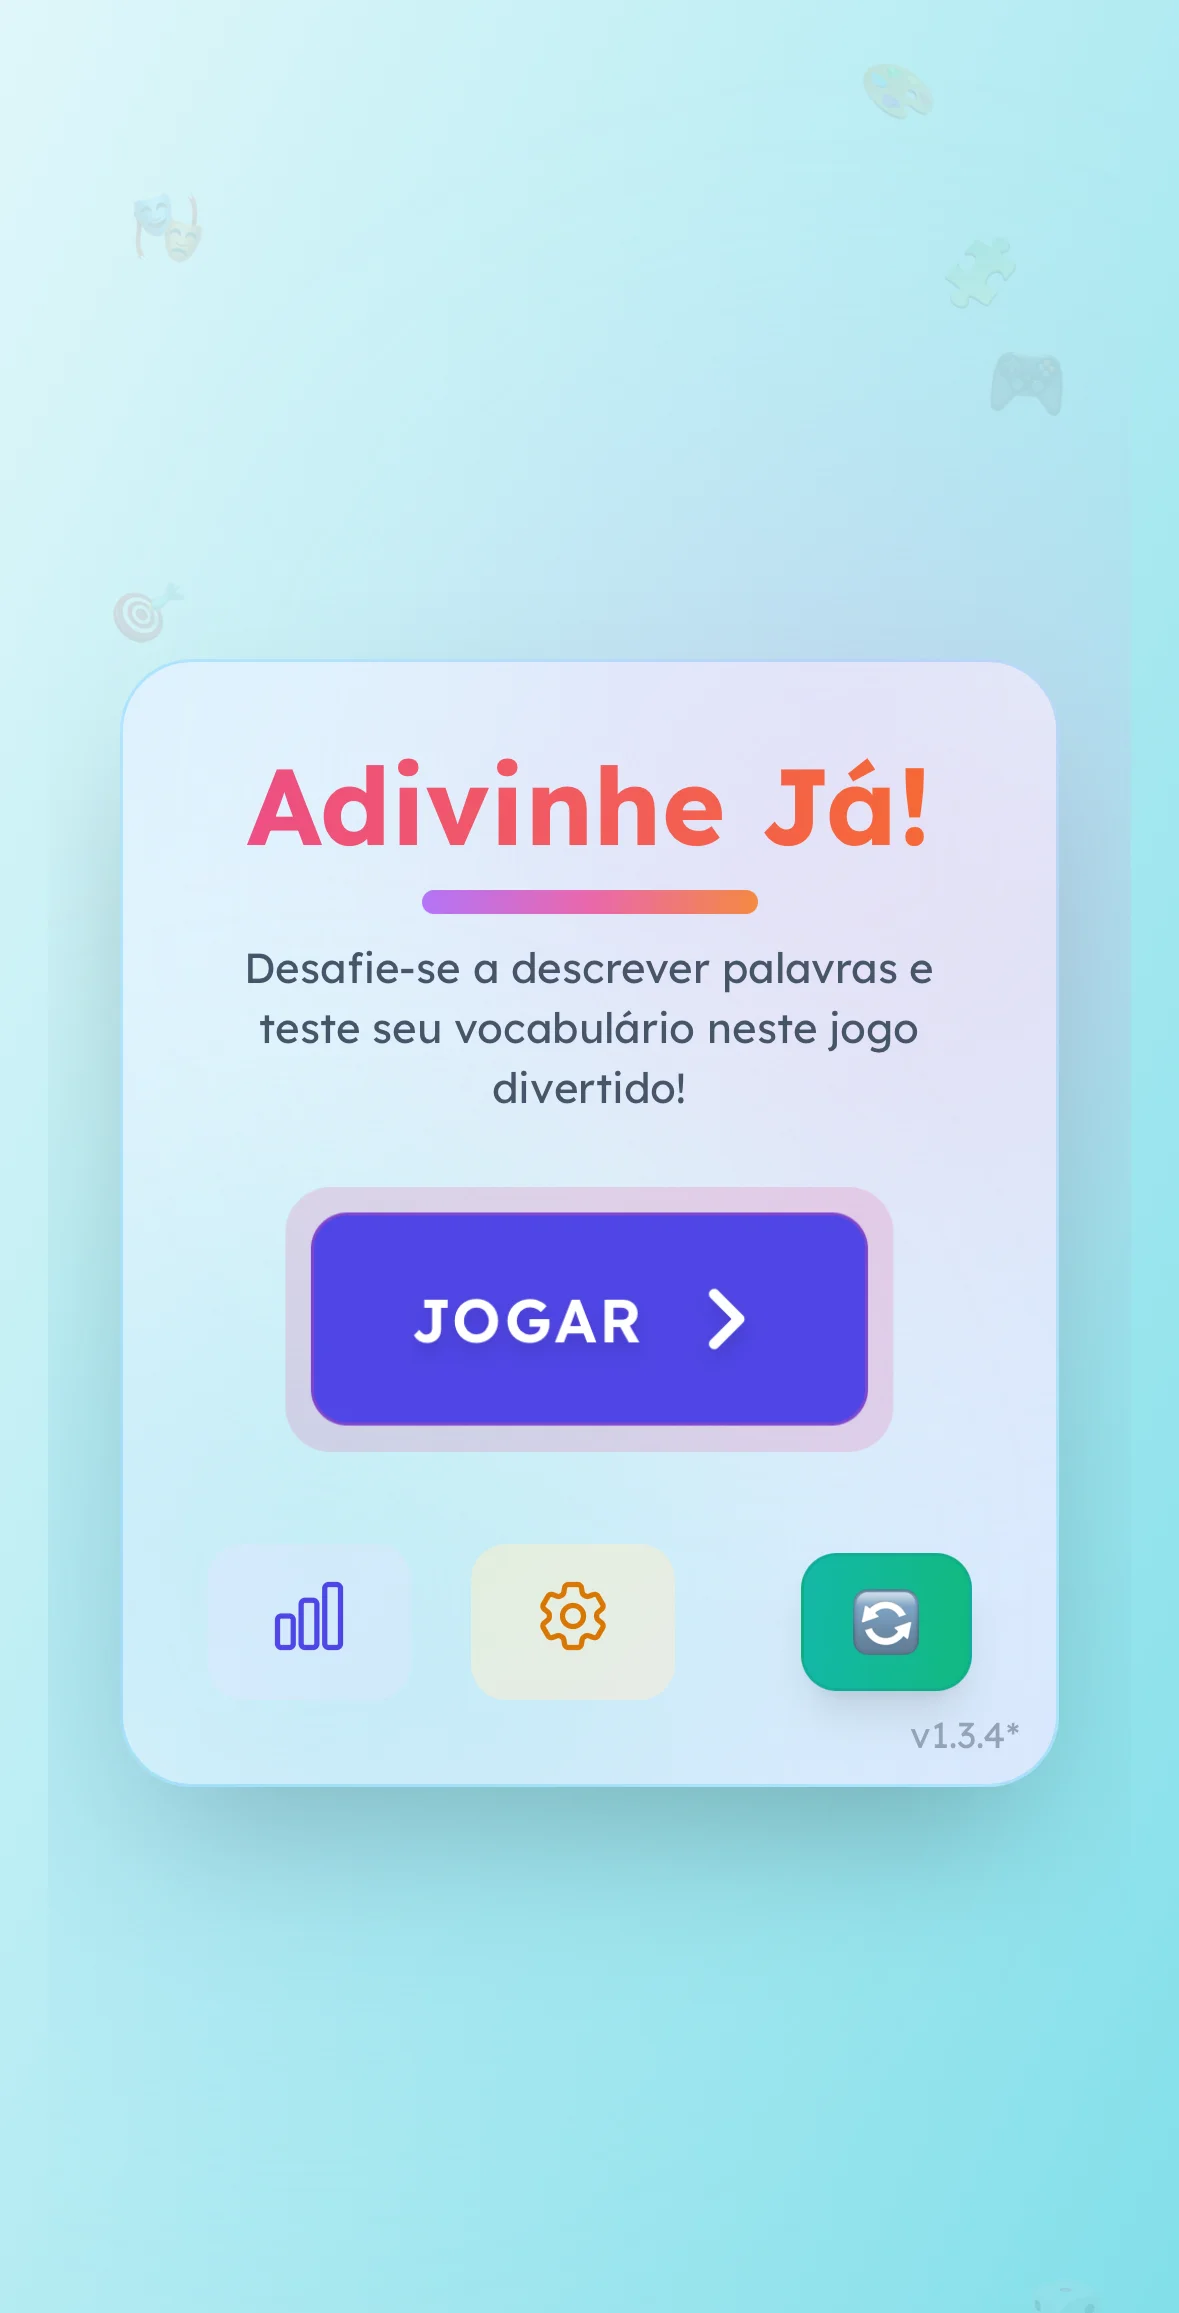 Adivinhe Já!
Desafie-se a descrever palavras e
teste seu vocabulário neste jogo
divertido!
JOGAR
v1.3.4*